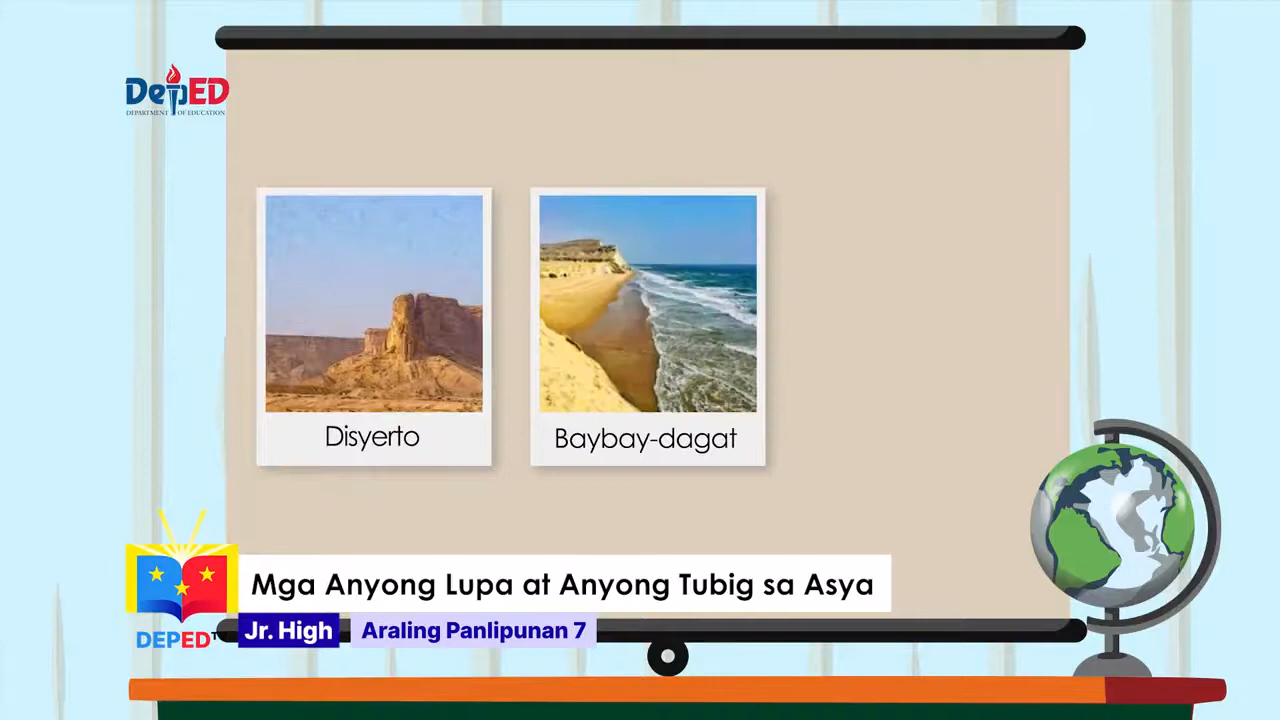 DepED
DEPARTMENT OF EDUCATION
Disyerto
Baybay-dagat
Mga Anyong Lupa at Anyong Tubig sa Asya
DEPED
Jr. High
Araling Panlipunan 7